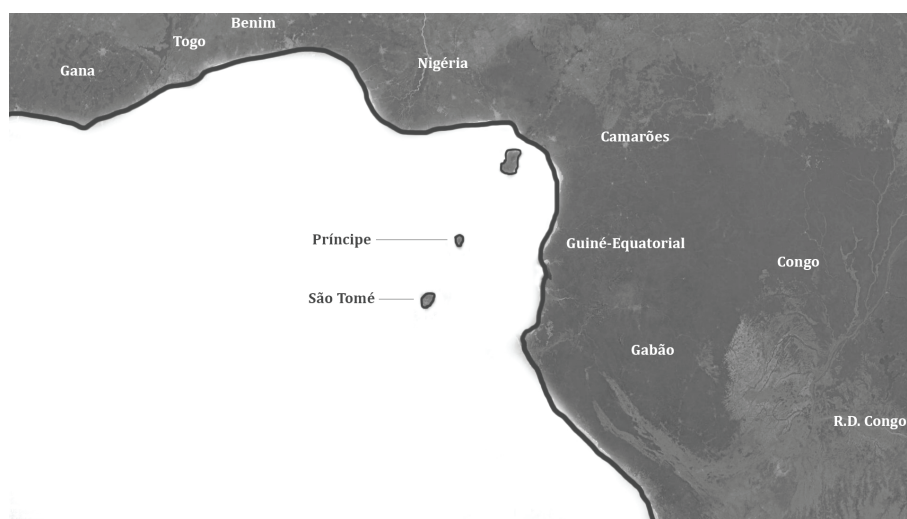 Benim
Togo
Gana
Nigéria
Camarões
Príncipe
Guiné-Equatorial
Congo
São Tomé
Gabão
R.D. Congo